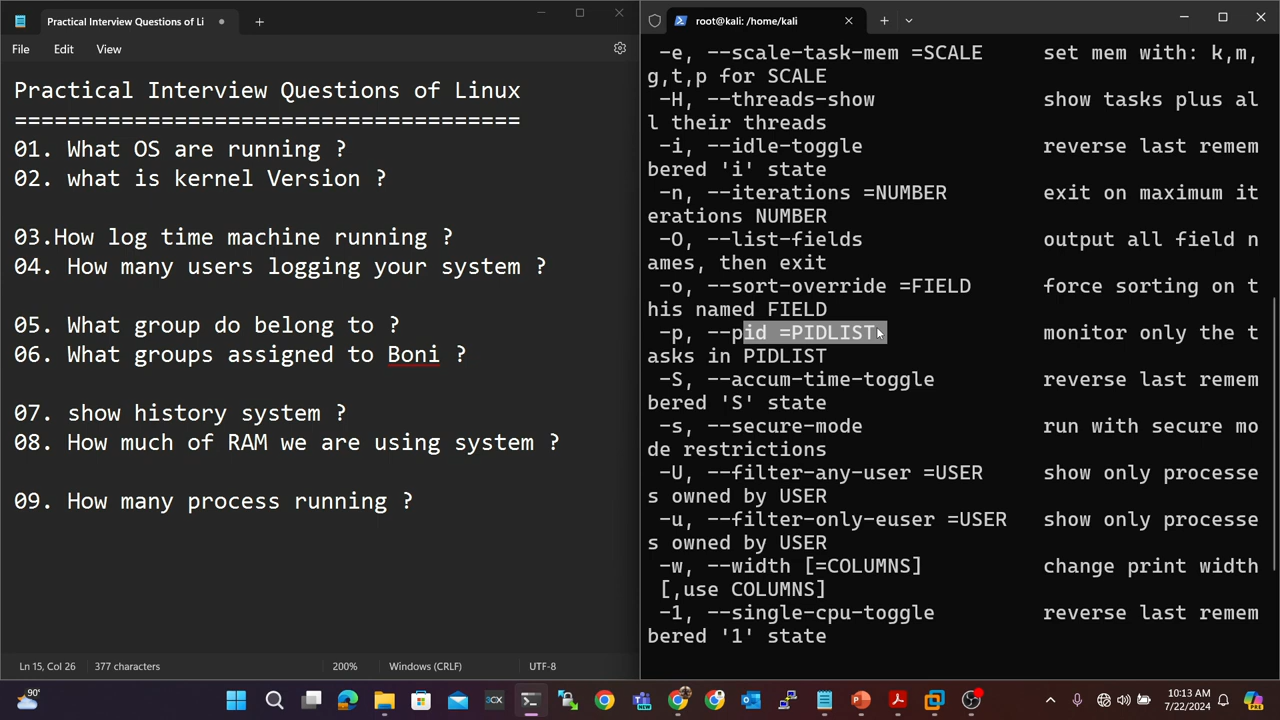 Practical Interview Questions of Li
File Edit View
Practical Interview Questions of Linux
======================================
01. What OS are running ?
02. what is kernel Version ?
03.How log time machine running ?
04. How many users logging your system ?
05. What group do belong to ?
06. What groups assigned to Boni ?
07. show history system ?
08. How much of RAM we are using system ?
09. How many process running ?
Ln 15, Col 26 377 characters 200% Windows (CRLF) UTF-8
root@kali: /home/kali
-e, --scale-task-mem =SCALE set mem with: k,m,
g,t,p for SCALE
-H, --threads-show show tasks plus al
l their threads
-i, --idle-toggle reverse last remem
bered 'i' state
-n, --iterations =NUMBER exit on maximum it
erations NUMBER
-O, --list-fields output all field n
ames, then exit
-o, --sort-override =FIELD force sorting on t
his named FIELD
-p, --pid =PIDLIST monitor only the t
asks in PIDLIST
-S, --accum-time-toggle reverse last remem
bered 'S' state
-s, --secure-mode run with secure mo
de restrictions
-U, --filter-any-user =USER show only processe
s owned by USER
-u, --filter-only-euser =USER show only processe
s owned by USER
-w, --width [=COLUMNS] change print width
[,use COLUMNS]
-1, --single-cpu-toggle reverse last remem
bered '1' state
90°
10:13 AM
7/22/2024